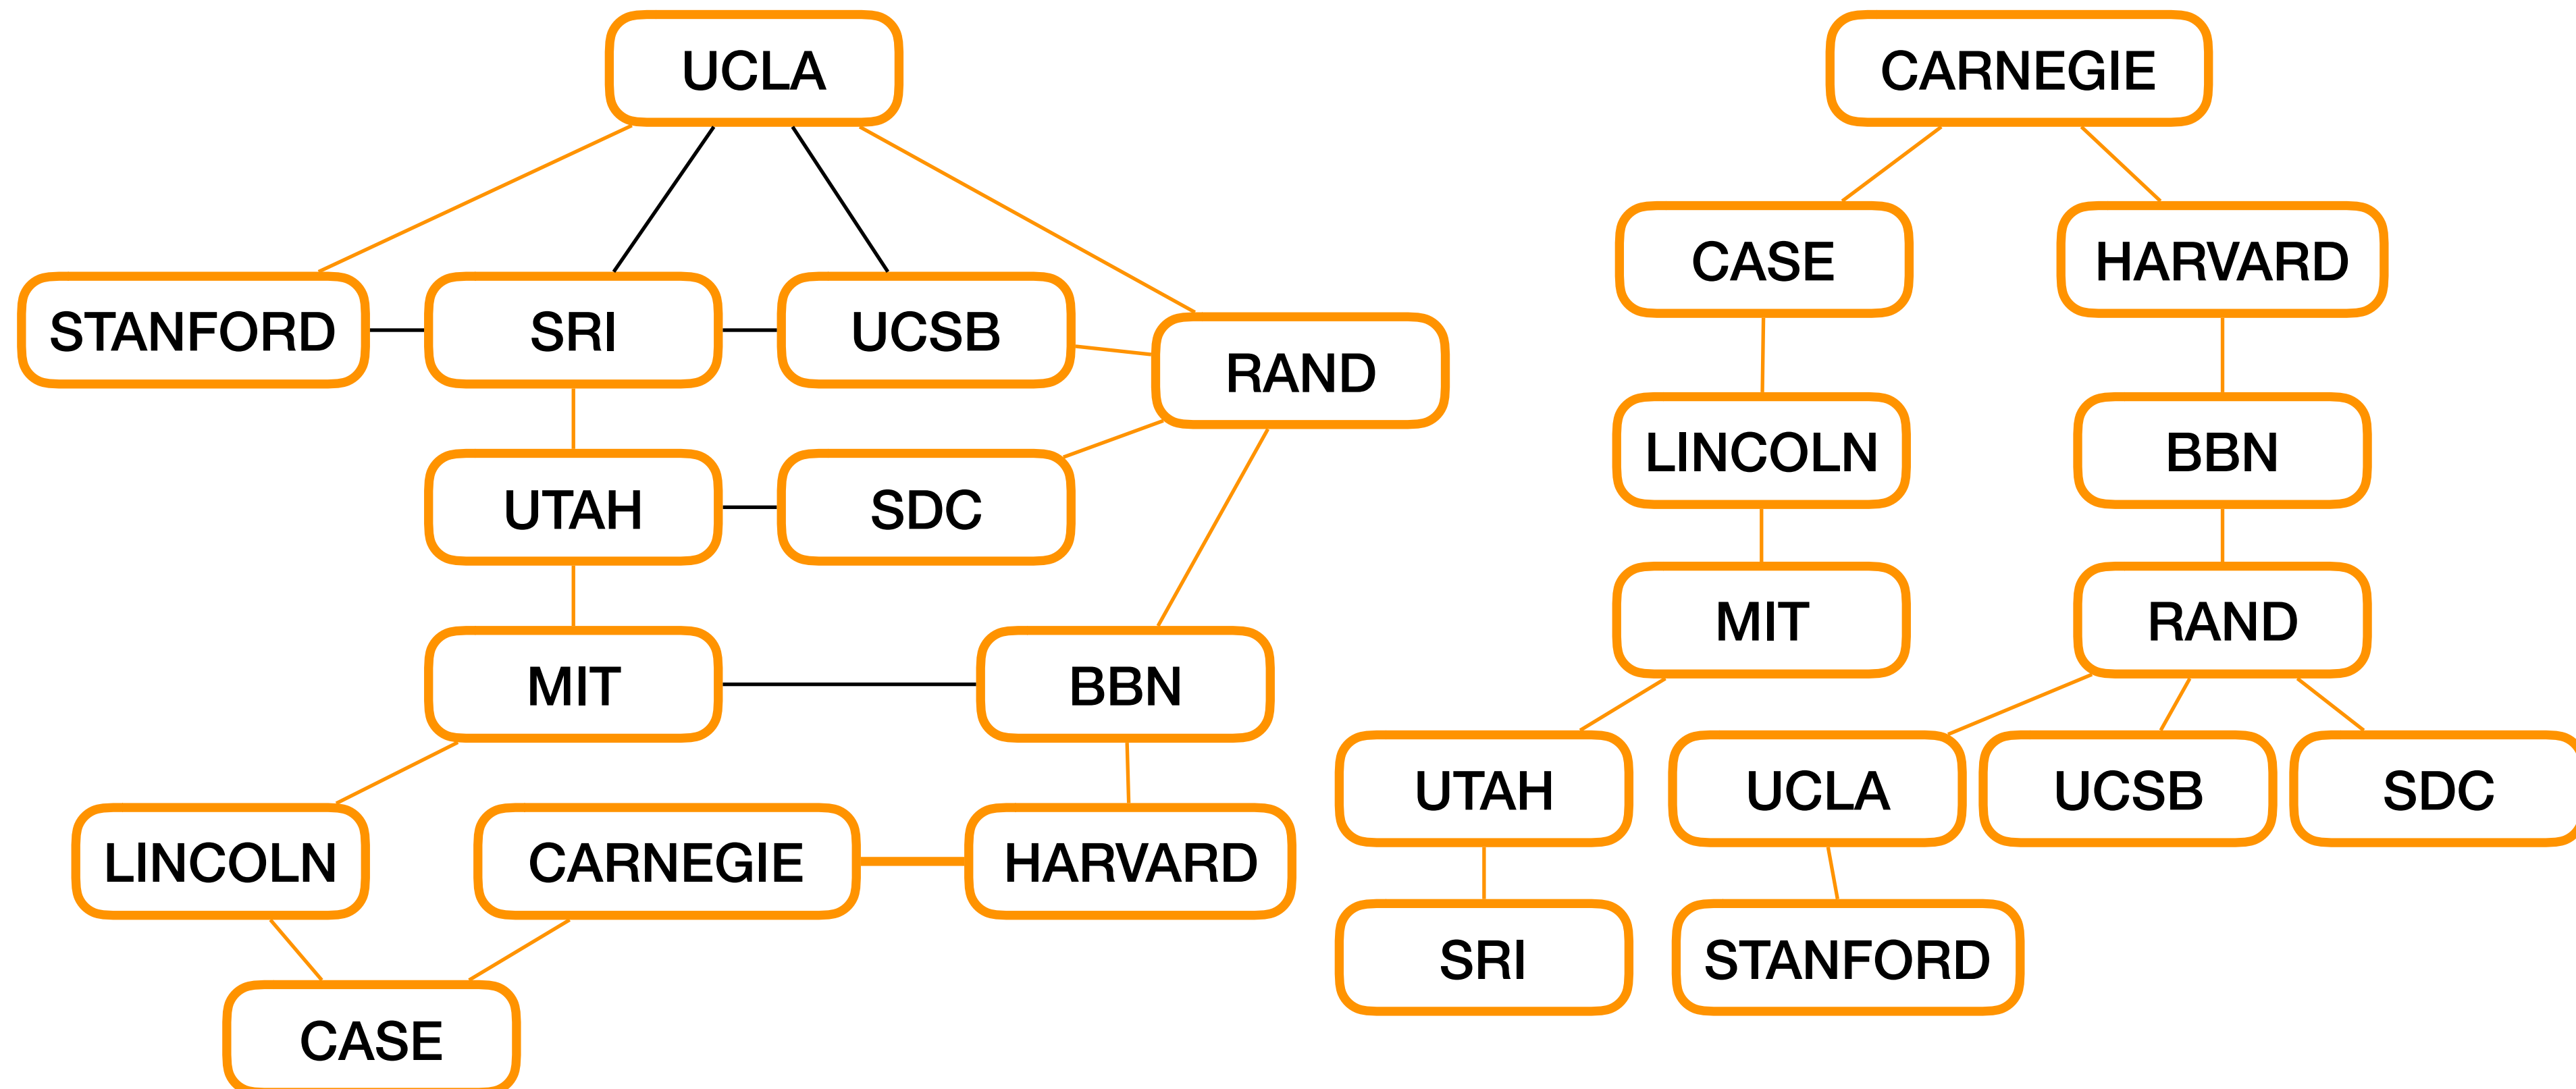 UCLA
STANFORD
SRI
UCSB
RAND
UTAH
SDC
MIT
BBN
LINCOLN
CARNEGIE
HARVARD
CASE
CARNEGIE
CASE
HARVARD
LINCOLN
BBN
MIT
RAND
UTAH
UCLA
UCSB
SDC
SRI
STANFORD